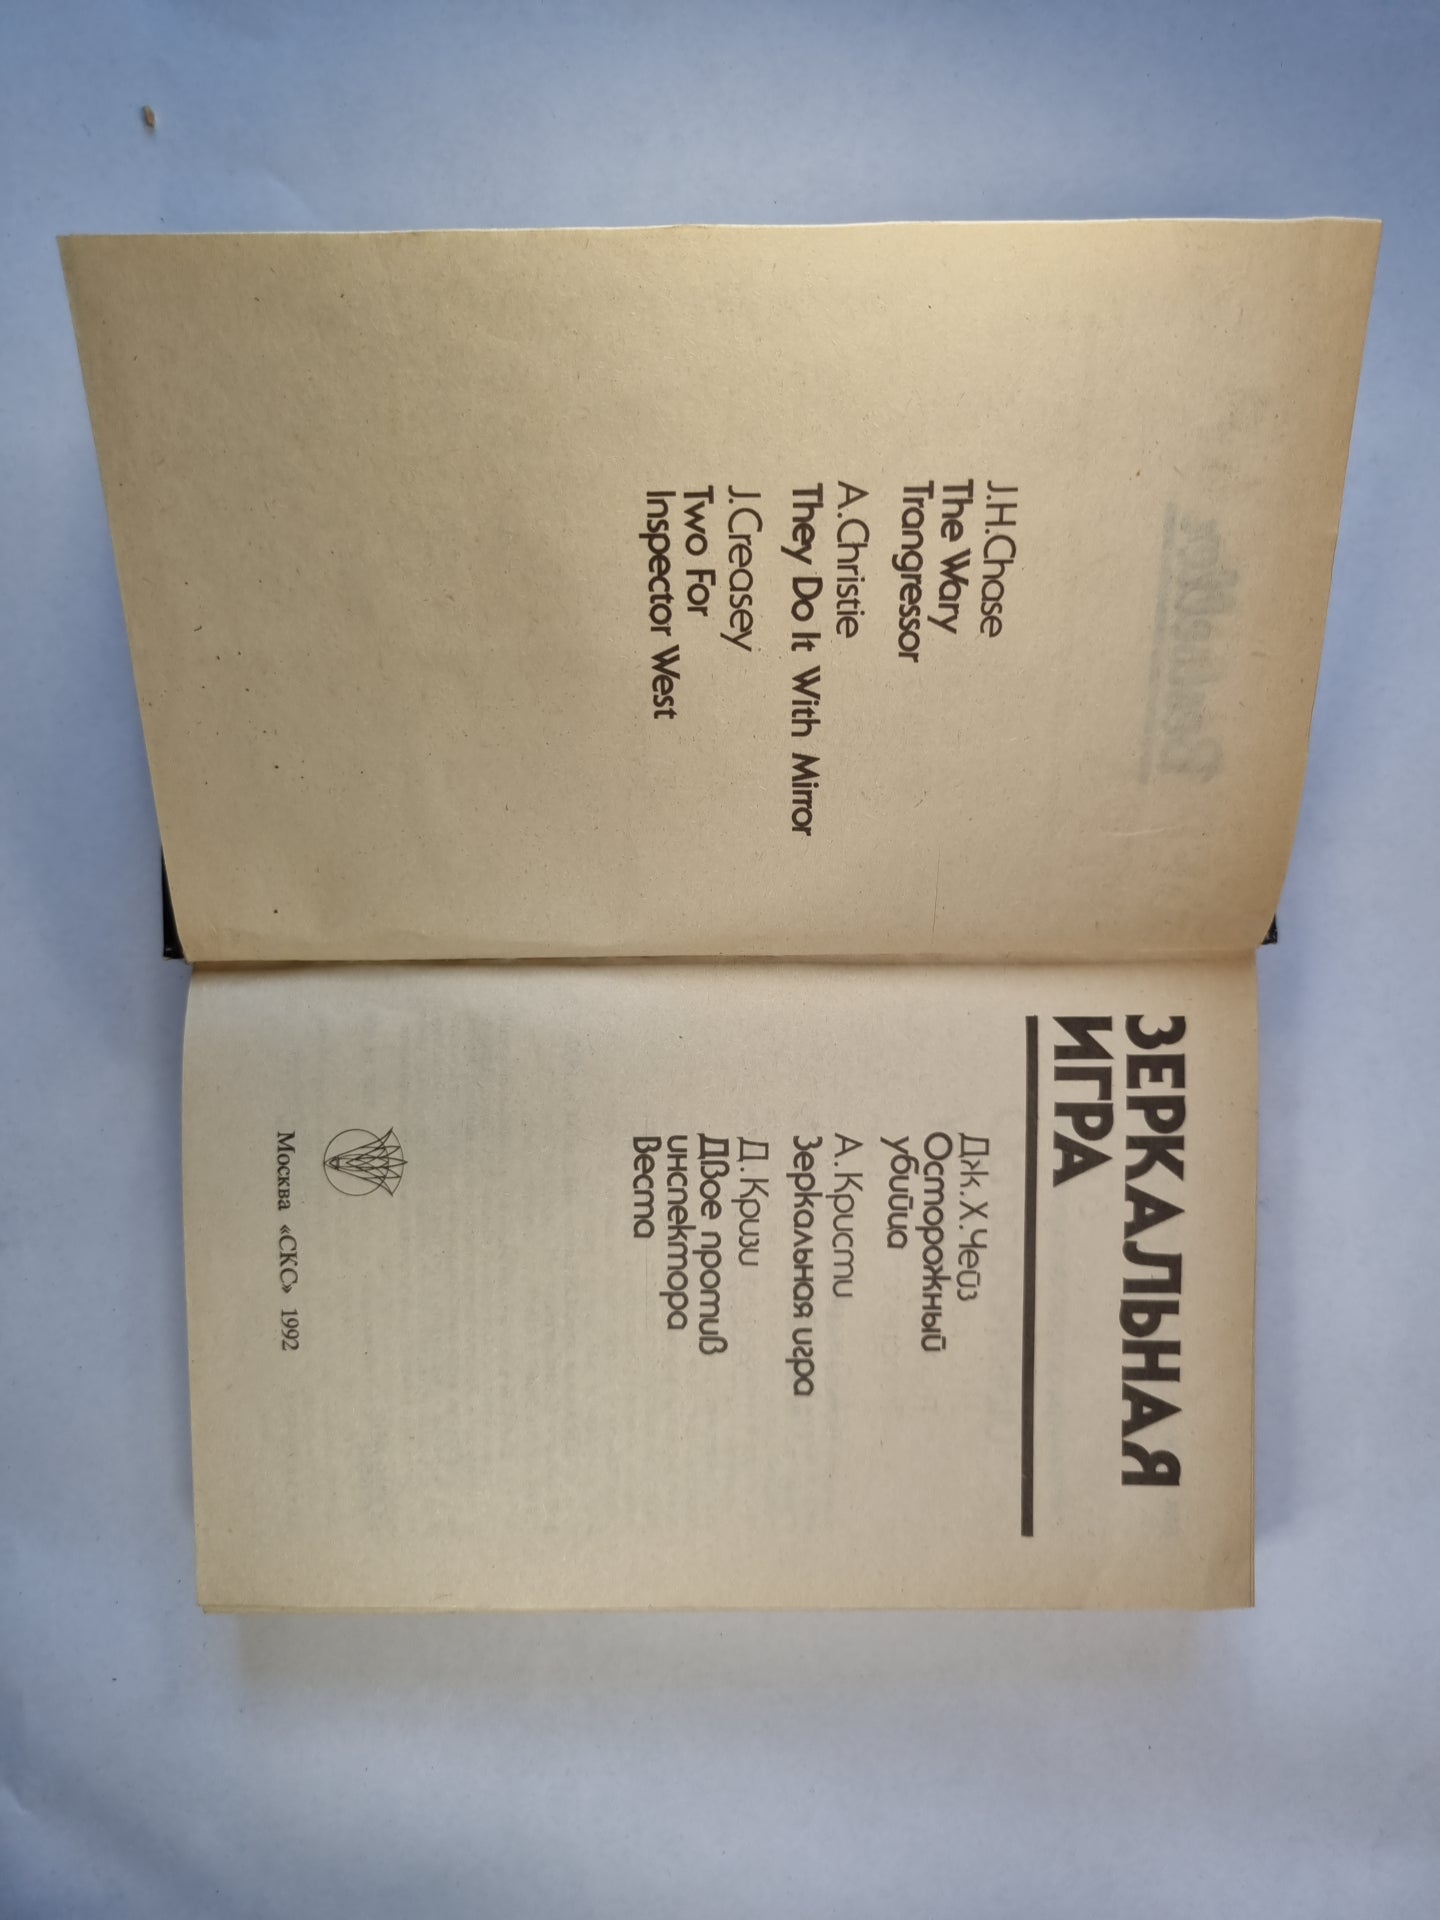 J.H.Chase
The Wary
Trangressor
A.Christie
They Do It With Mirror
J.Creasey
Two For
Inspector West
ЗЕРКАЛЬНАЯ
ИГРА
Дж.Х.Чейз
Осторожный
убийца
А.Кристи
Зеркальная игра
Д.Кризи
Двое против
инспектора
Веста
Москва «СКС» 1992